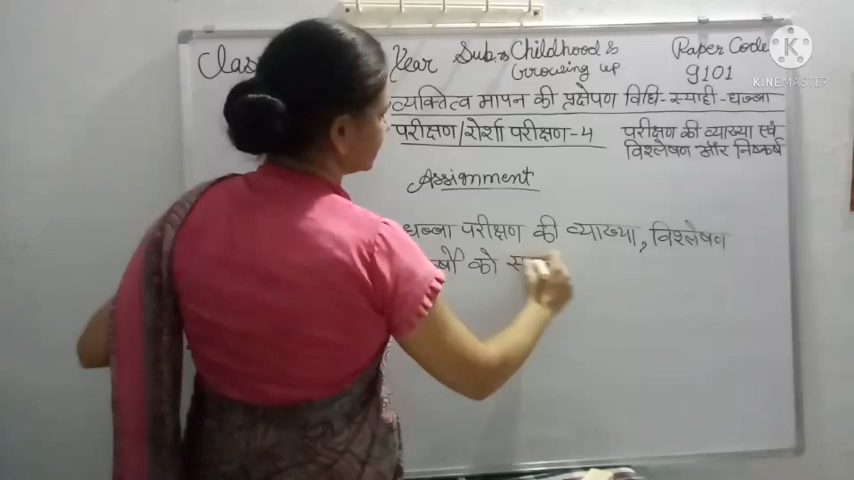 Year Sub:- Childhood & Growing up Paper Code 9101
K
KINEMASTER
व्यक्तित्व मापन की प्रक्षेपण विधि-स्याही-धब्बा
परीक्षण/रोर्शा परीक्षण-4 परीक्षण की व्याख्या एवं
विश्लेषण और निष्कर्ष
Assignment
धब्बा परीक्षण की व्याख्या, विश्लेषण
को